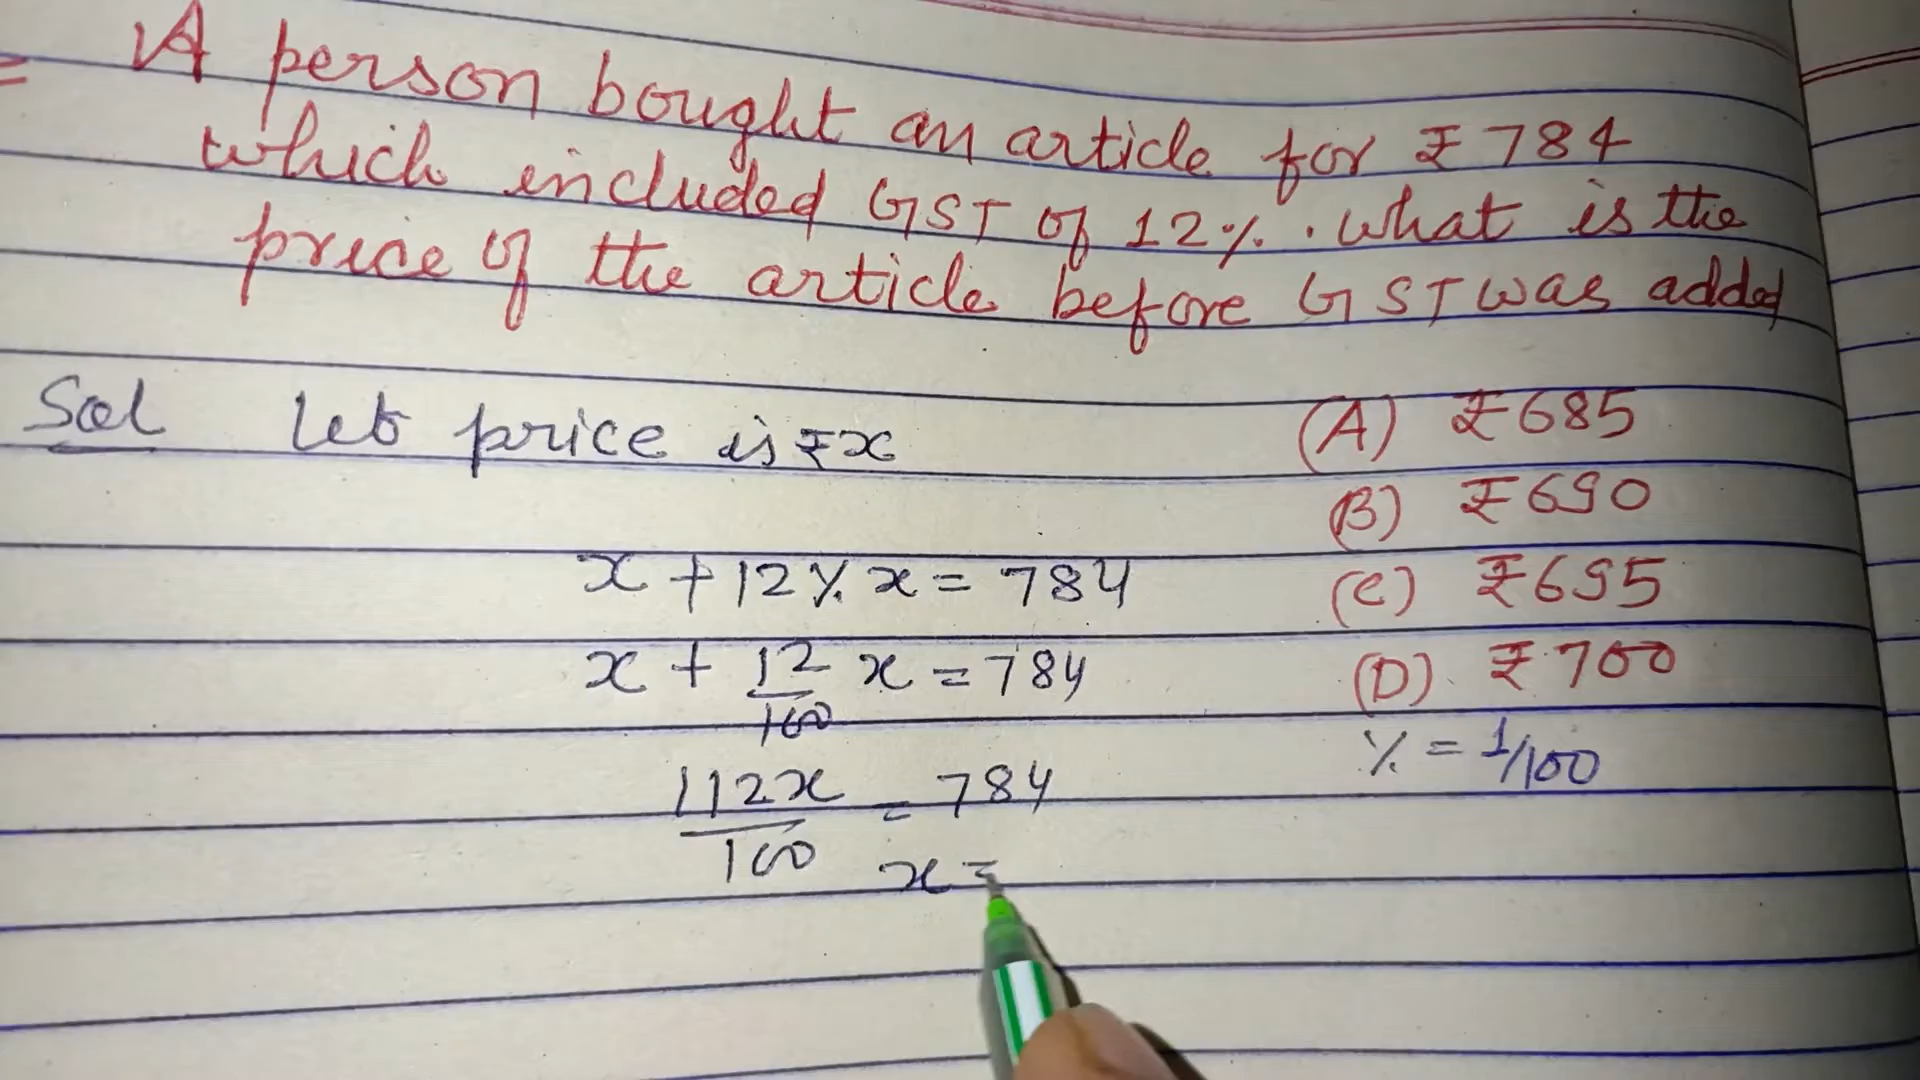 A person bought an article for ₹784
which included GST of 12%. what is the
price of the article before GST was added
Sol Let price is ₹x
(A) ₹685
(B) ₹690
(C) ₹695
(D) ₹700
x + 12% x = 784
x + 12/100 x = 784
% = 1/100
112x/100 = 784
x =